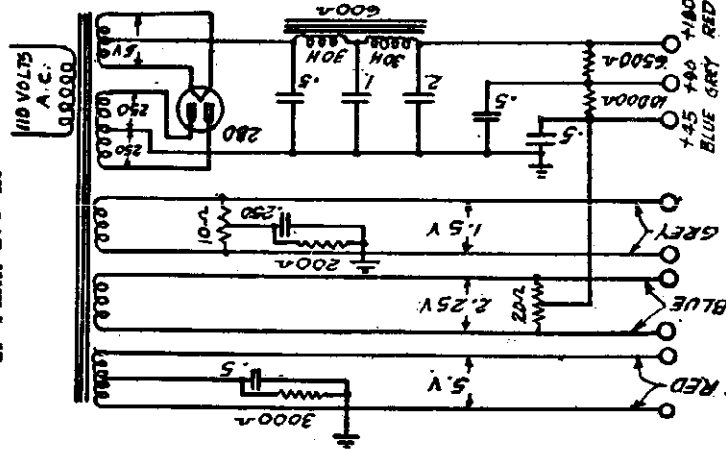 110 VOLTS
A.C.
5V
250
250
280
600Ω
30H
30H
.5
1
2
.5
.5
6500Ω
10000Ω
+180
RED
+90
GREY
+45
BLUE
10Ω
.250
200Ω
1.5V
GREY
2.25V
20Ω
BLUE
5.V
RED
.5
3000Ω